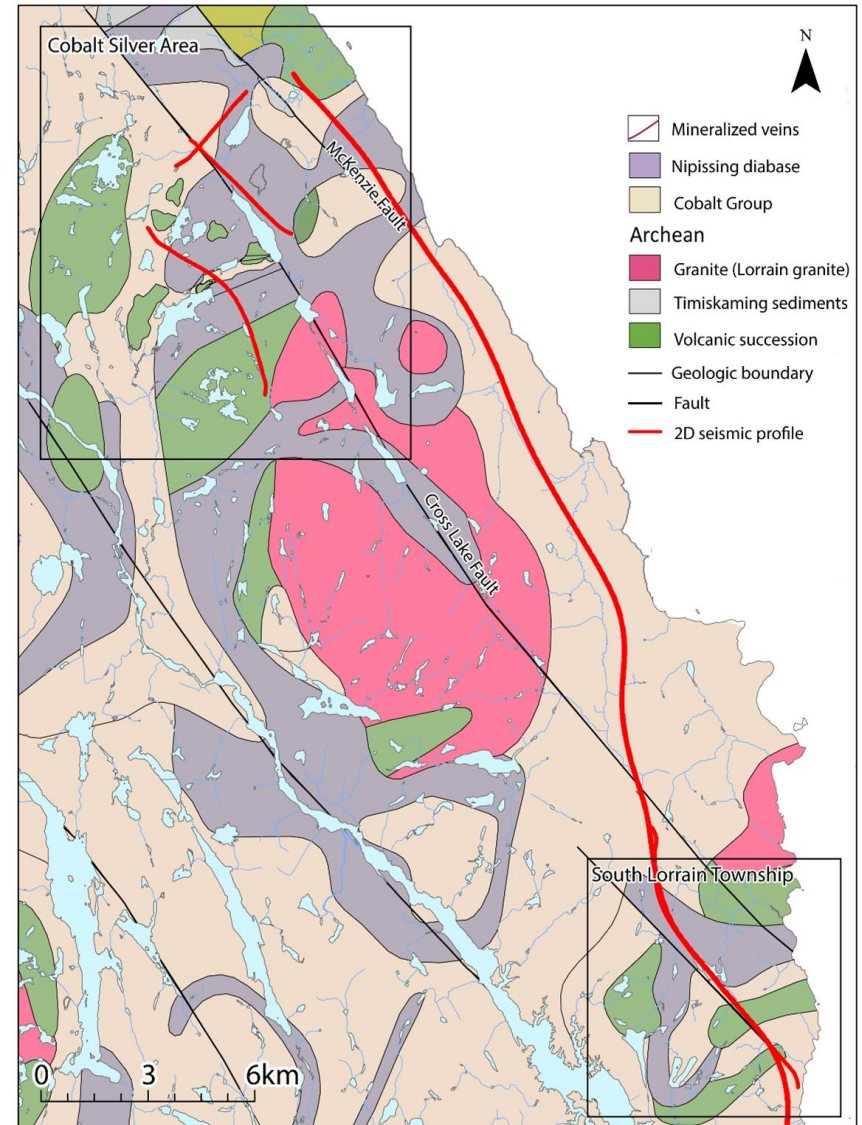 Cobalt Silver Area
N
Mineralized veins
Nipissing diabase
Cobalt Group
Archean
Granite (Lorrain granite)
Timiskaming sediments
Volcanic succession
Geologic boundary
Fault
2D seismic profile
McKenzie Fault
Cross Lake Fault
South Lorrain Township
0 3 6km